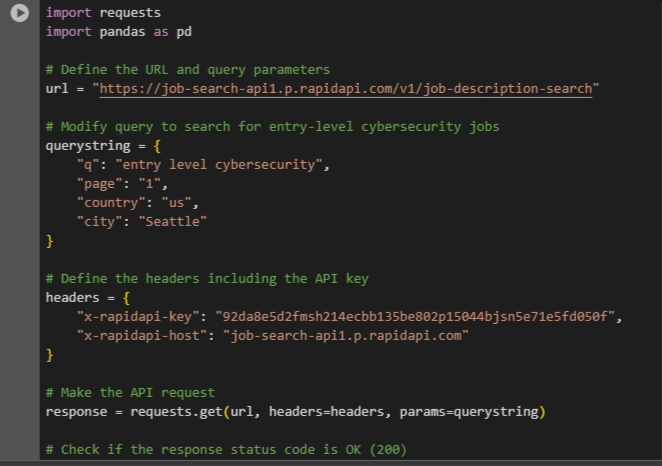 import requests
import pandas as pd
# Define the URL and query parameters
url = "https://job-search-api1.p.rapidapi.com/v1/job-description-search"
# Modify query to search for entry-level cybersecurity jobs
querystring = {
"q": "entry level cybersecurity",
"page": "1",
"country": "us",
"city": "Seattle"
}
# Define the headers including the API key
headers = {
"x-rapidapi-key": "92da8e5d2fmsh214ecbb135be802p15044bjsn5e71e5fd050f",
"x-rapidapi-host": "job-search-api1.p.rapidapi.com"
}
# Make the API request
response = requests.get(url, headers=headers, params=querystring)
# Check if the response status code is OK (200)